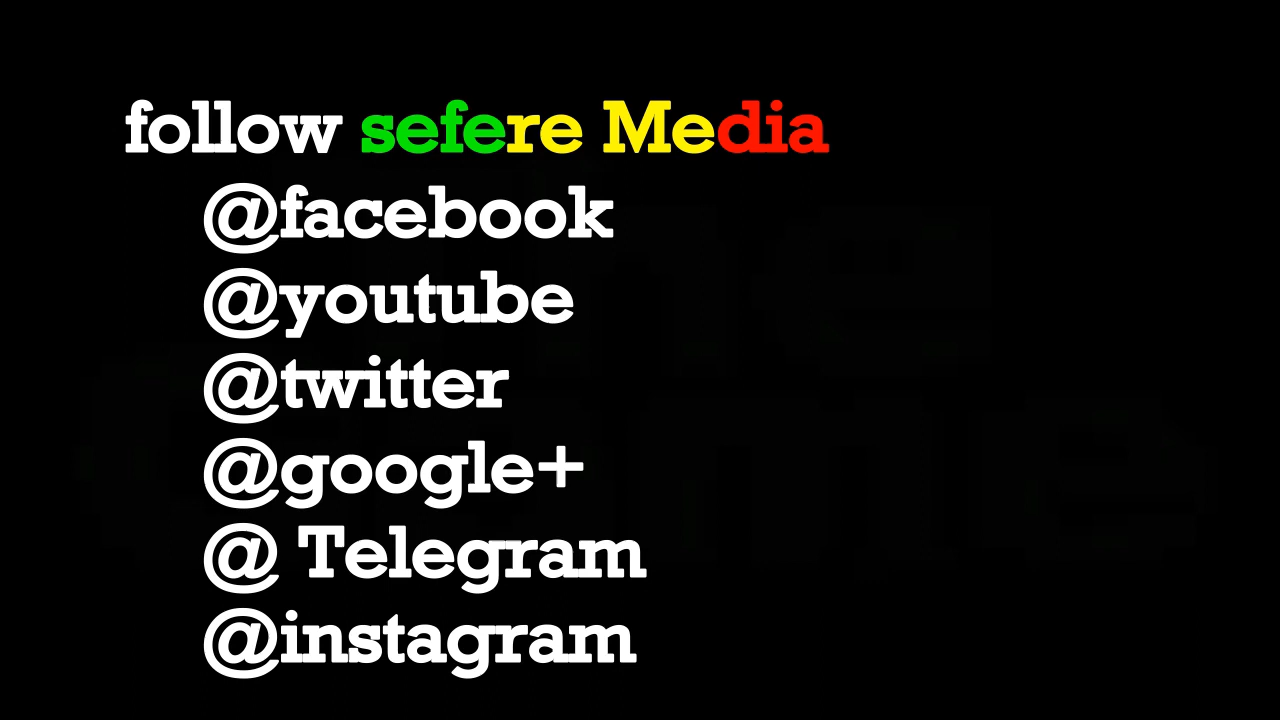 follow sefere Media
@facebook
@youtube
@twitter
@google+
@ Telegram
@instagram